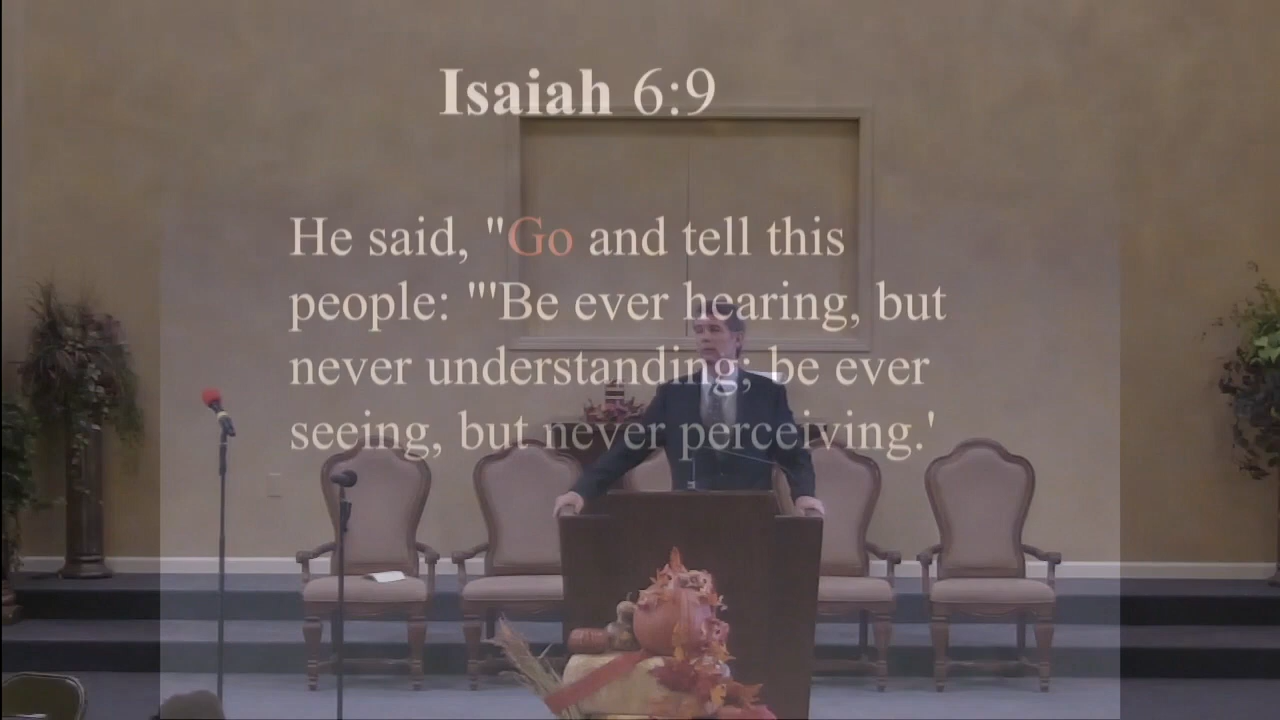 Isaiah 6:9
He said, "Go and tell this
people: "'Be ever hearing, but
never understanding; be ever
seeing, but never perceiving.'